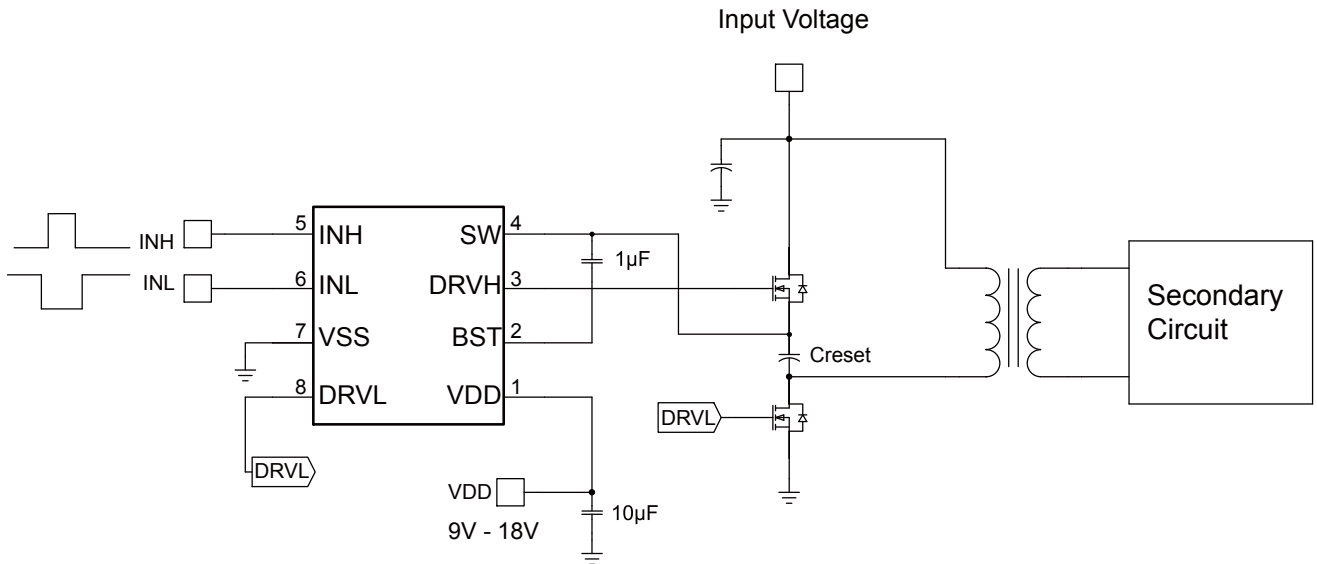 Input Voltage
INH
INL
5
6
7
8
INH
INL
VSS
DRVL
SW
DRVH
BST
VDD
4
3
2
1
1µF
Creset
DRVL
DRVL
VDD
9V - 18V
10µF
Secondary
Circuit